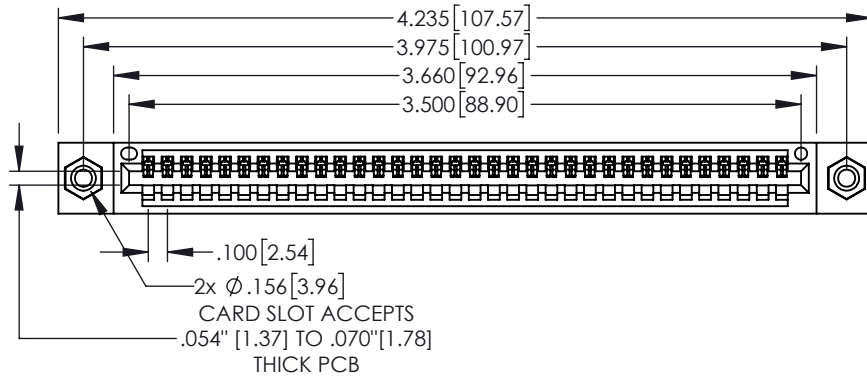 4.235[107.57]
3.975[100.97]
3.660[92.96]
3.500[88.90]
.100[2.54]
2x Ø.156[3.96]
CARD SLOT ACCEPTS
.054" [1.37] TO .070"[1.78]
THICK PCB